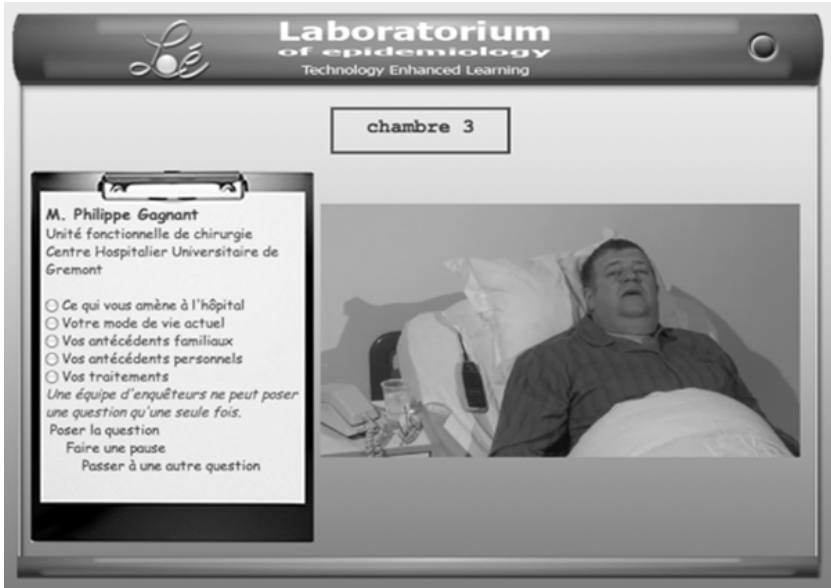 Loé
Laboratorium
of epidemiology
Technology Enhanced Learning
chambre 3
M. Philippe Gagnant
Unité fonctionnelle de chirurgie
Centre Hospitalier Universitaire de
Gremont
Ce qui vous amène à l'hôpital
Votre mode de vie actuel
Vos antécédents familiaux
Vos antécédents personnels
Vos traitements
Une équipe d'enquêteurs ne peut poser
une question qu'une seule fois.
Poser la question
Faire une pause
Passer à une autre question